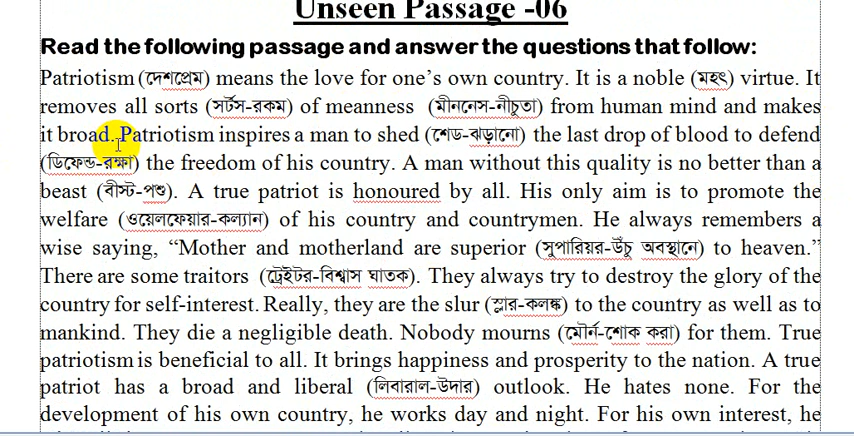 Unseen Passage -06
Read the following passage and answer the questions that follow:
Patriotism (দেশপ্রেম) means the love for one's own country. It is a noble (মহৎ) virtue. It
removes all sorts (সর্টস-রকম) of meanness (মীননেস-নীচুতা) from human mind and makes
it broad. Patriotism inspires a man to shed (শেড-ঝড়ানো) the last drop of blood to defend
(ডিফেন্ড-রক্ষা) the freedom of his country. A man without this quality is no better than a
beast (বীস্ট-পশু). A true patriot is honoured by all. His only aim is to promote the
welfare (ওয়েলফেয়ার-কল্যান) of his country and countrymen. He always remembers a
wise saying, “Mother and motherland are superior (সুপারিয়র-উঁচু অবস্থানে) to heaven.”
There are some traitors (ট্রেইটর-বিশ্বাস ঘাতক). They always try to destroy the glory of the
country for self-interest. Really, they are the slur (স্লার-কলঙ্ক) to the country as well as to
mankind. They die a negligible death. Nobody mourns (মৌর্ন-শোক করা) for them. True
patriotism is beneficial to all. It brings happiness and prosperity to the nation. A true
patriot has a broad and liberal (লিবারাল-উদার) outlook. He hates none. For the
development of his own country, he works day and night. For his own interest, he